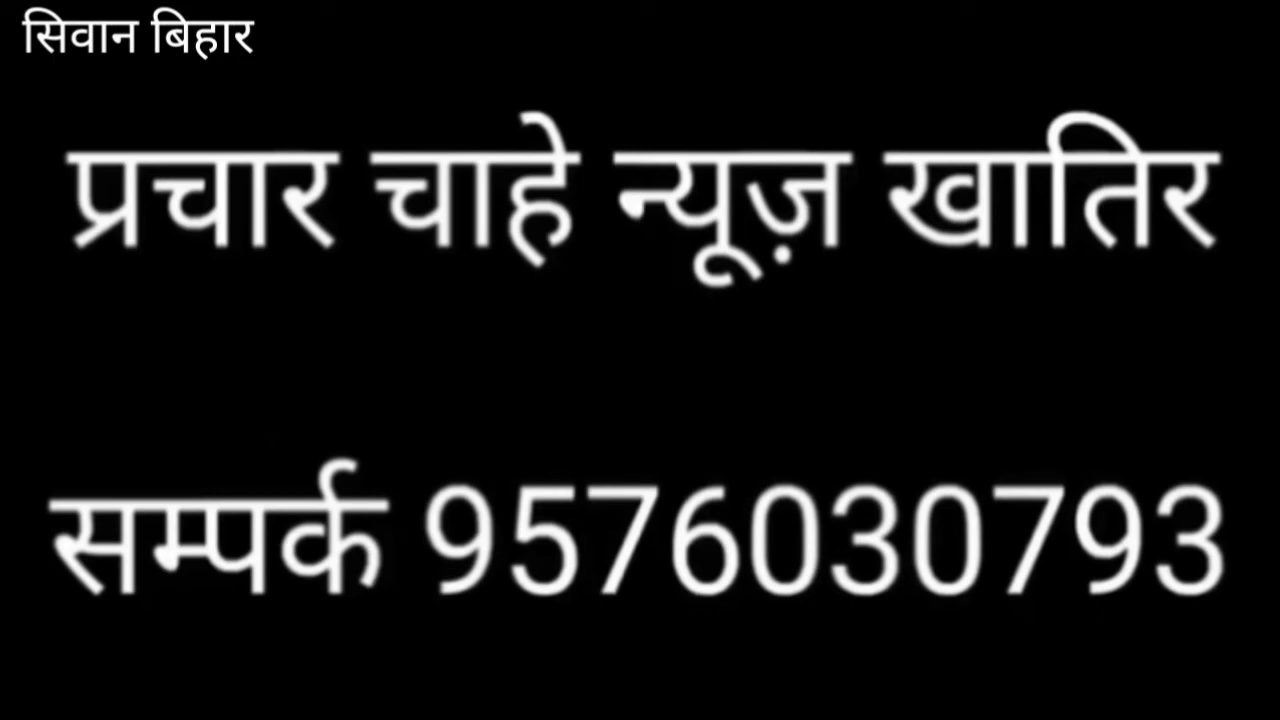 सिवान बिहार
प्रचार चाहे न्यूज़ खातिर
सम्पर्क 9576030793